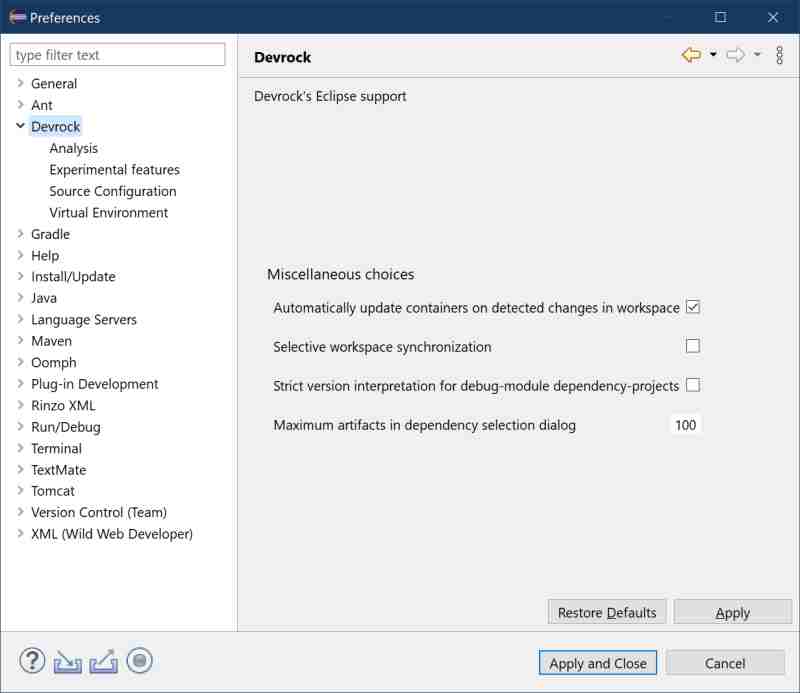 Preferences
type filter text
General
Ant
Devrock
Analysis
Experimental features
Source Configuration
Virtual Environment
Gradle
Help
Install/Update
Java
Language Servers
Maven
Oomph
Plug-in Development
Rinzo XML
Run/Debug
Terminal
TextMate
Tomcat
Version Control (Team)
XML (Wild Web Developer)
Devrock
Devrock's Eclipse support
Miscellaneous choices
Automatically update containers on detected changes in workspace
Selective workspace synchronization
Strict version interpretation for debug-module dependency-projects
Maximum artifacts in dependency selection dialog 100
Restore Defaults Apply
? Apply and Close Cancel